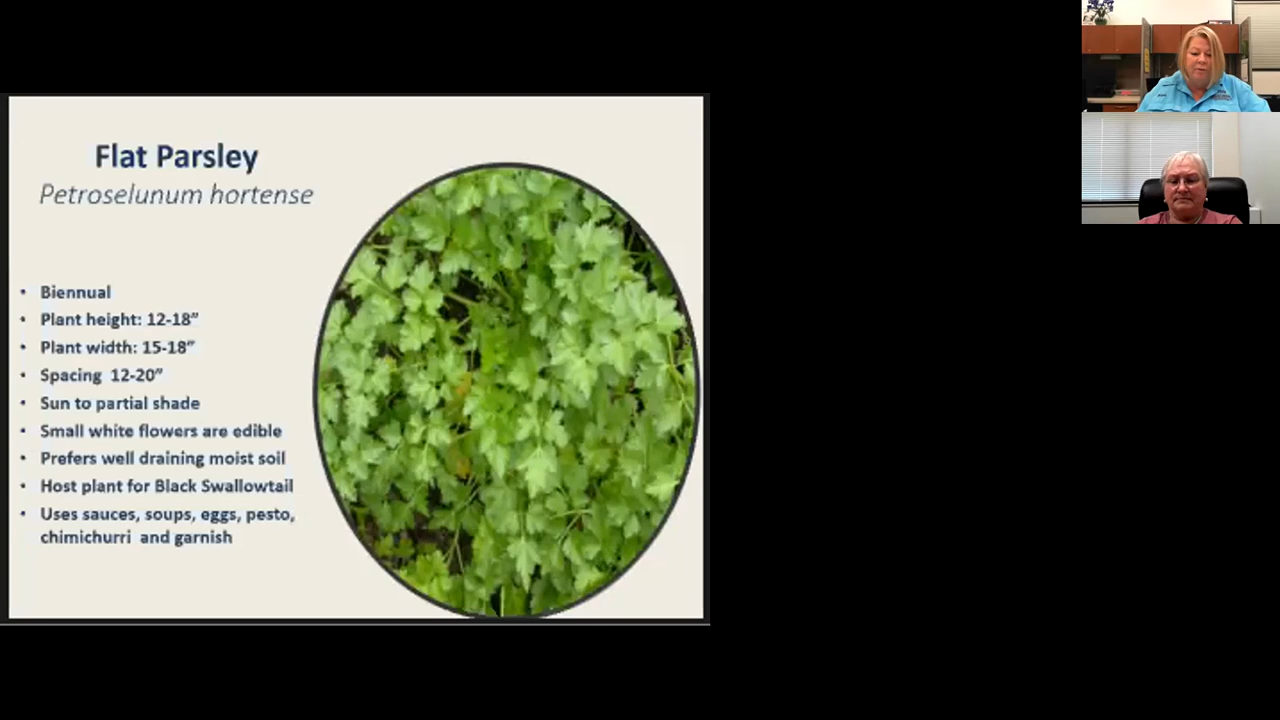 Flat Parsley
Petroselunum hortense
• Biennual
• Plant height: 12-18”
• Plant width: 15-18”
• Spacing 12-20”
• Sun to partial shade
• Small white flowers are edible
• Prefers well draining moist soil
• Host plant for Black Swallowtail
• Uses sauces, soups, eggs, pesto,
chimichurri and garnish